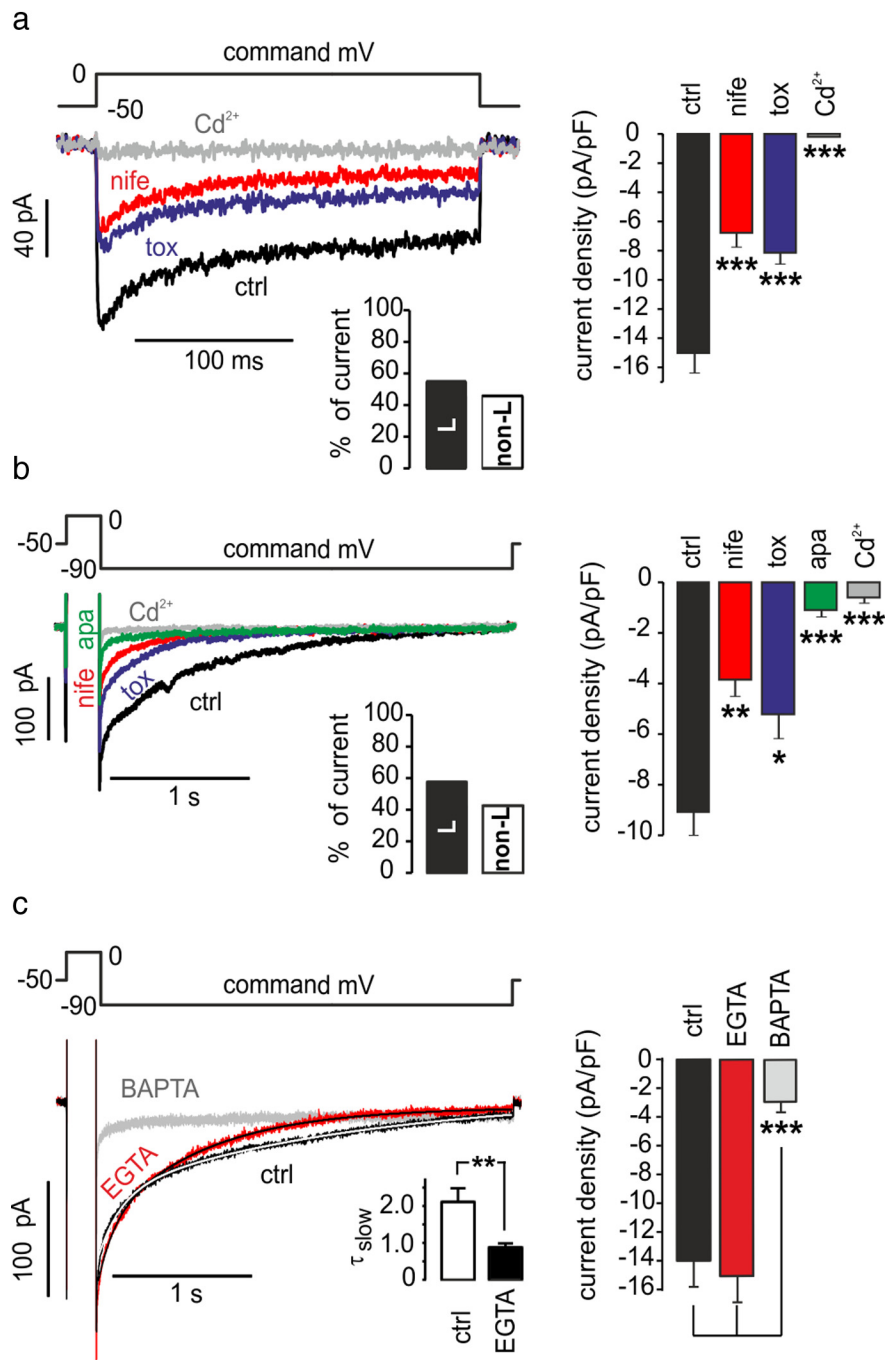 a
command mV
0
-50
Cd2+
nife
tox
ctrl
40 pA
100 ms
% of current
100
80
60
40
20
0
L
non-L
current density (pA/pF)
ctrl
nife
tox
Cd2+
0
-2
-4
-6
-8
-10
-12
-14
-16
***
***
***
b
0
-50
-90
command mV
Cd2+
apa
nife
tox
ctrl
100 pA
1 s
% of current
100
80
60
40
20
0
L
non-L
current density (pA/pF)
ctrl
nife
tox
apa
Cd2+
0
-2
-4
-6
-8
-10
**
*
***
***
c
0
-50
-90
command mV
BAPTA
EGTA
ctrl
100 pA
1 s
τ slow
2.0
1.0
0
**
ctrl
EGTA
current density (pA/pF)
ctrl
EGTA
BAPTA
0
-2
-4
-6
-8
-10
-12
-14
-16
***